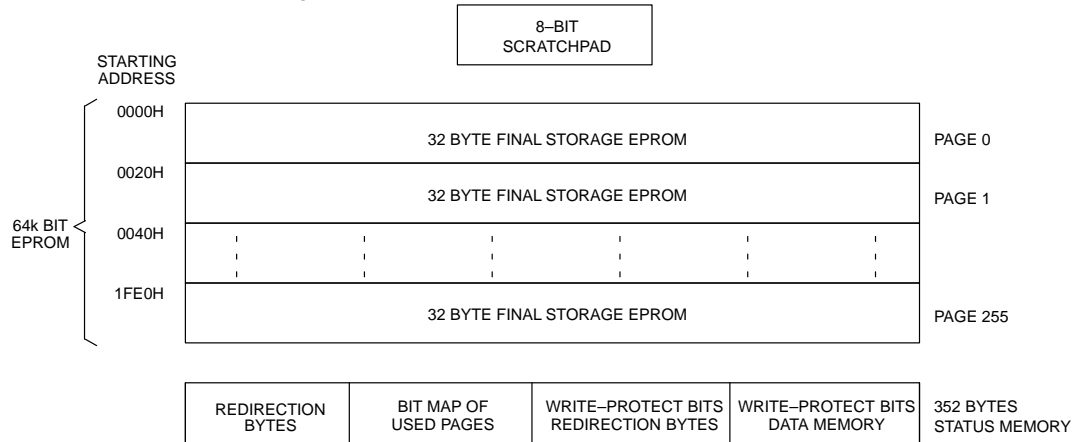 8–BIT
SCRATCHPAD
STARTING
ADDRESS
0000H
32 BYTE FINAL STORAGE EPROM
PAGE 0
0020H
32 BYTE FINAL STORAGE EPROM
PAGE 1
64k BIT
EPROM
0040H
1FE0H
32 BYTE FINAL STORAGE EPROM
PAGE 255
REDIRECTION
BYTES
BIT MAP OF
USED PAGES
WRITE–PROTECT BITS
REDIRECTION BYTES
WRITE–PROTECT BITS
DATA MEMORY
352 BYTES
STATUS MEMORY